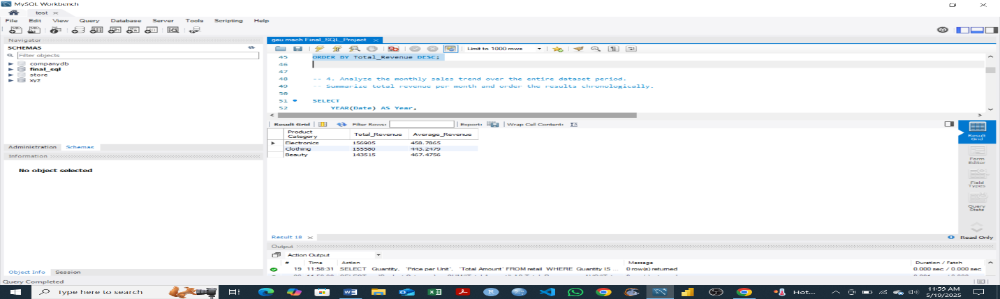 MySQL Workbench
test ×
File Edit View Query Database Server Tools Scripting Help
Navigator
SCHEMAS
Filter objects
companydb
final_sql
store
xyz
Administration Schemas
Information
No object selected
Object Info Session
Query Completed
geu mach Final_SQL_Project ×
Limit to 1000 rows
45 ORDER BY Total_Revenue DESC;
46
47
48 -- 4. Analyze the monthly sales trend over the entire dataset period.
49 -- Summarize total revenue per month and order the results chronologically.
50
51 SELECT
52 YEAR(Date) AS Year,
Result Grid Filter Rows: Export: Wrap Cell Content:
Product Category Total_Revenue Average_Revenue
Electronics 156905 458.7865
Clothing 155580 443.2479
Beauty 143515 467.4756
Result Grid
Form Editor
Field Types
Query Stats
Result 18 ×
Read Only
Output
Action Output
# Time Action Message Duration / Fetch
19 11:58:31 SELECT Quantity, `Price per Unit`, `Total Amount` FROM retail WHERE Quantity IS ... 0 row(s) returned 0.000 sec / 0.000 sec
Type here to search
Hot...
11:59 AM
5/19/2025